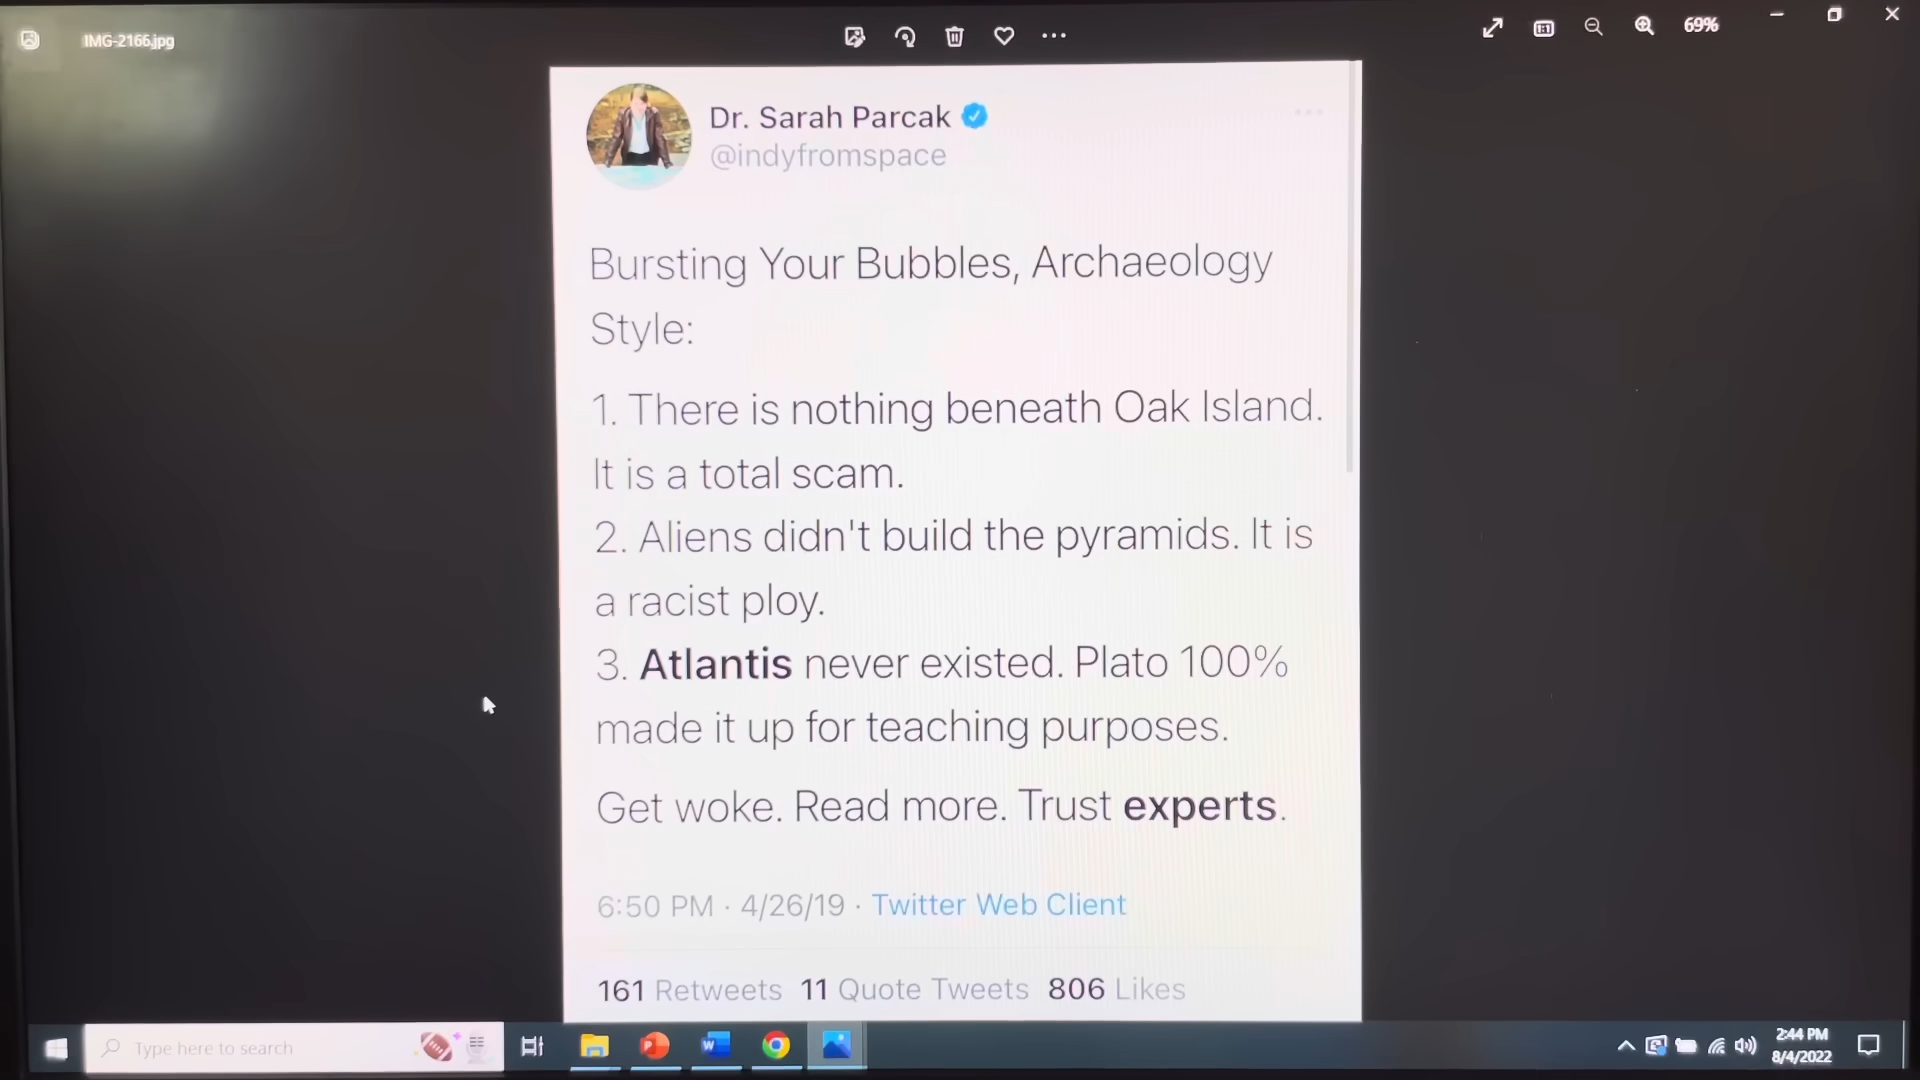 IMG-2166.jpg
69%
Dr. Sarah Parcak
@indyfromspace
Bursting Your Bubbles, Archaeology
Style:
1. There is nothing beneath Oak Island.
It is a total scam.
2. Aliens didn't build the pyramids. It is
a racist ploy.
3. Atlantis never existed. Plato 100%
made it up for teaching purposes.
Get woke. Read more. Trust experts.
6:50 PM · 4/26/19 · Twitter Web Client
161 Retweets 11 Quote Tweets 806 Likes
Type here to search
2:44 PM
8/4/2022